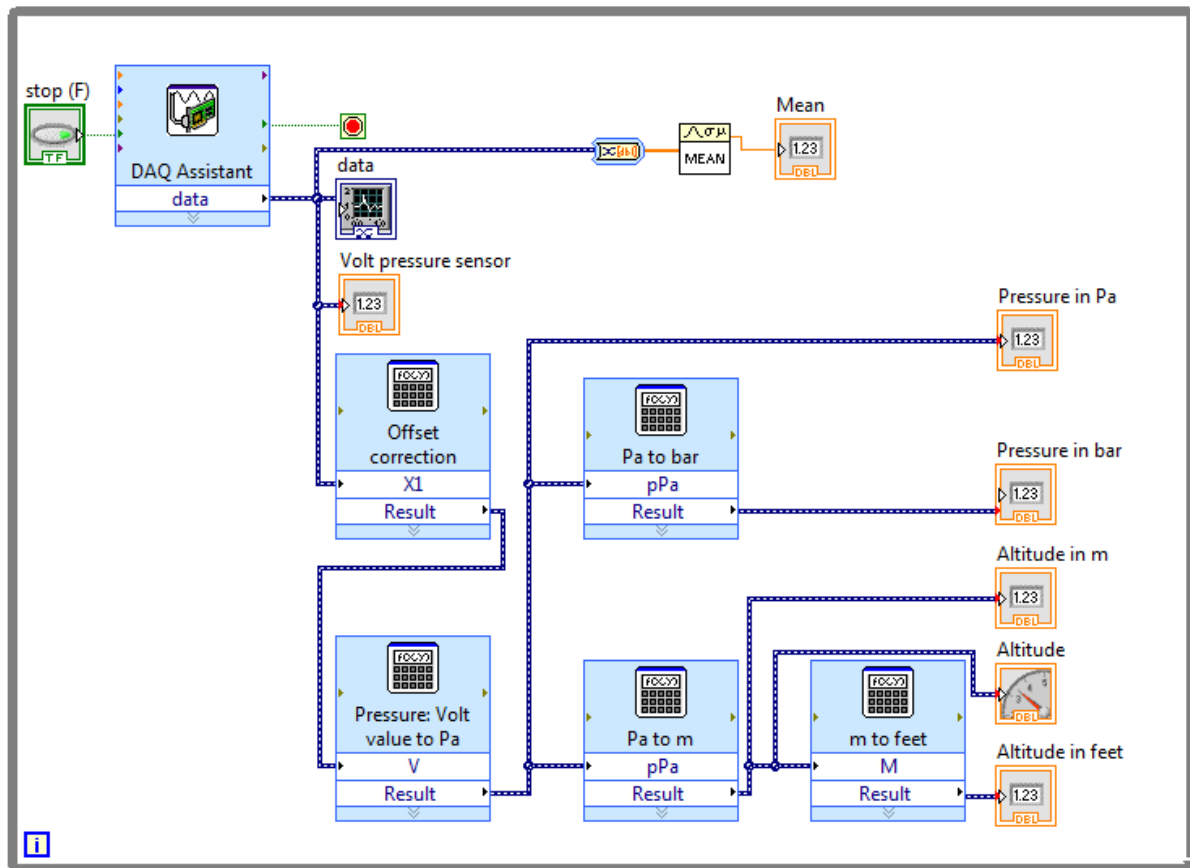 stop (F)
TF
DAQ Assistant
data
data
Volt pressure sensor
1.23
DBL
MEAN
Mean
1.23
DBL
Offset
correction
X1
Result
Pressure: Volt
value to Pa
V
Result
Pa to bar
pPa
Result
Pa to m
pPa
Result
m to feet
M
Result
Pressure in Pa
1.23
DBL
Pressure in bar
1.23
DBL
Altitude in m
1.23
DBL
Altitude
DBL
Altitude in feet
1.23
DBL
i